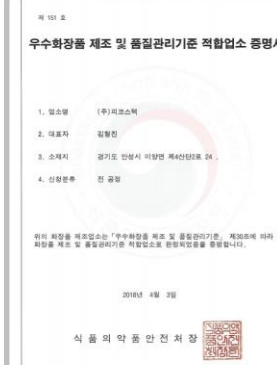 제 151 호
우수화장품 제조 및 품질관리기준 적합업소 증명서
1. 업소명 (주)피코스텍
2. 대표자 김형진
3. 소재지 경기도 안성시 미양면 제4산단2로 24 .
4. 신청분류 전 공정
위의 화장품 제조업소는 「우수화장품 제조 및 품질관리기준」 제30조에 따라
화장품 제조 및 품질관리기준 적합업소로 판정되었음을 증명합니다.
2018년 4월 3일
식품의약품안전처장